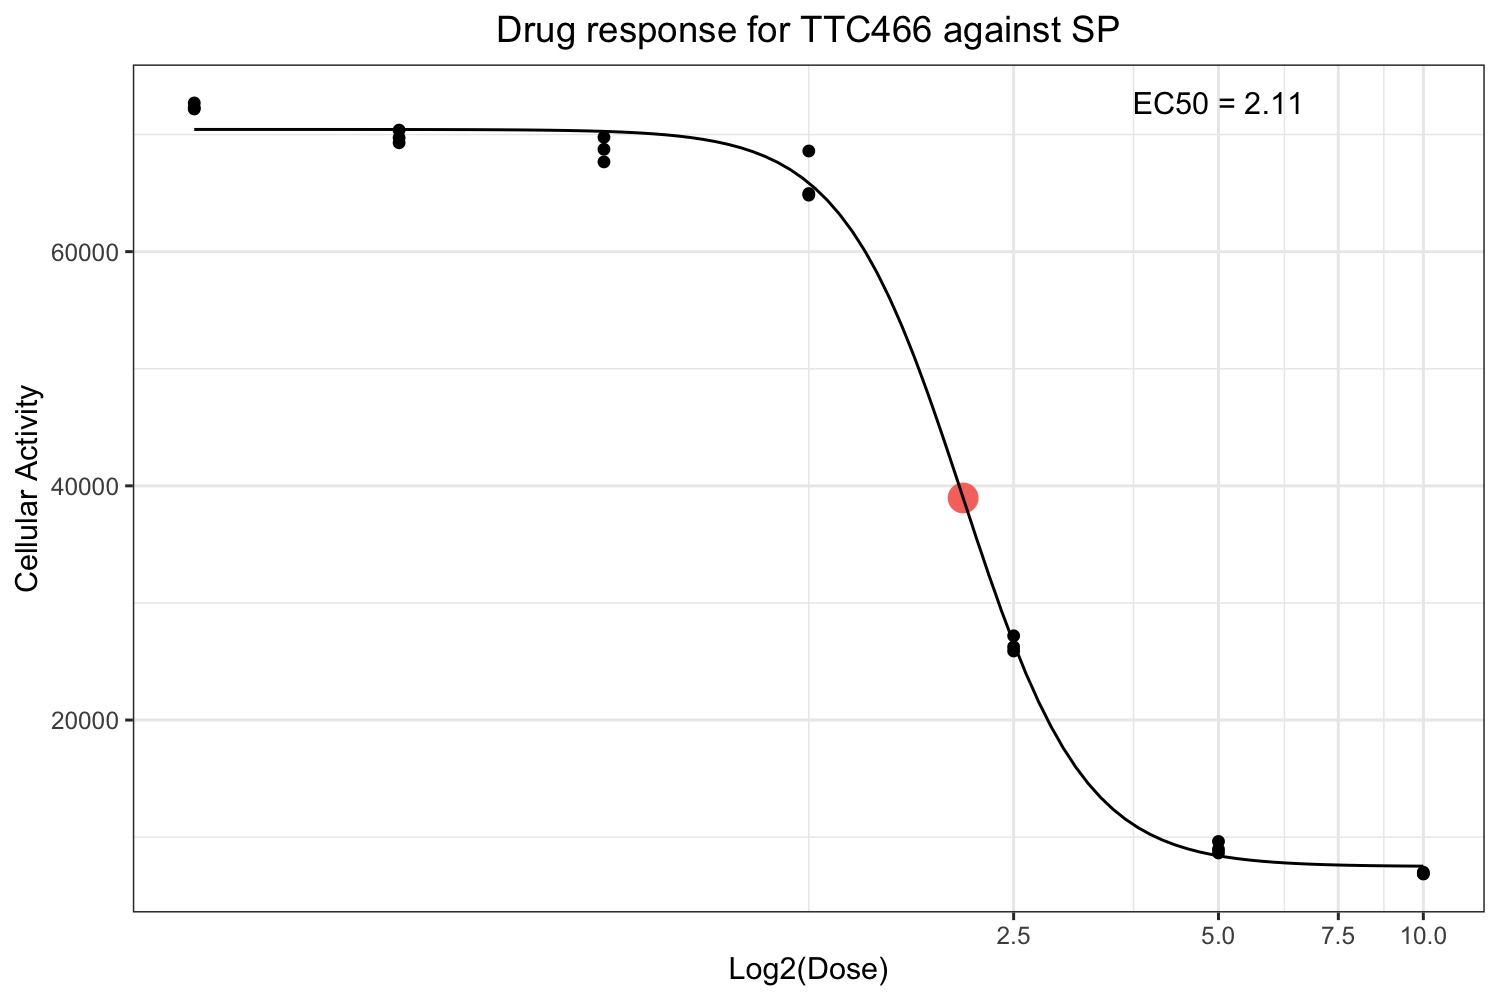 Drug response for TTC466 against SP
EC50 = 2.11
60000
40000
20000
Cellular Activity
2.5 5.0 7.5 10.0
Log2(Dose)